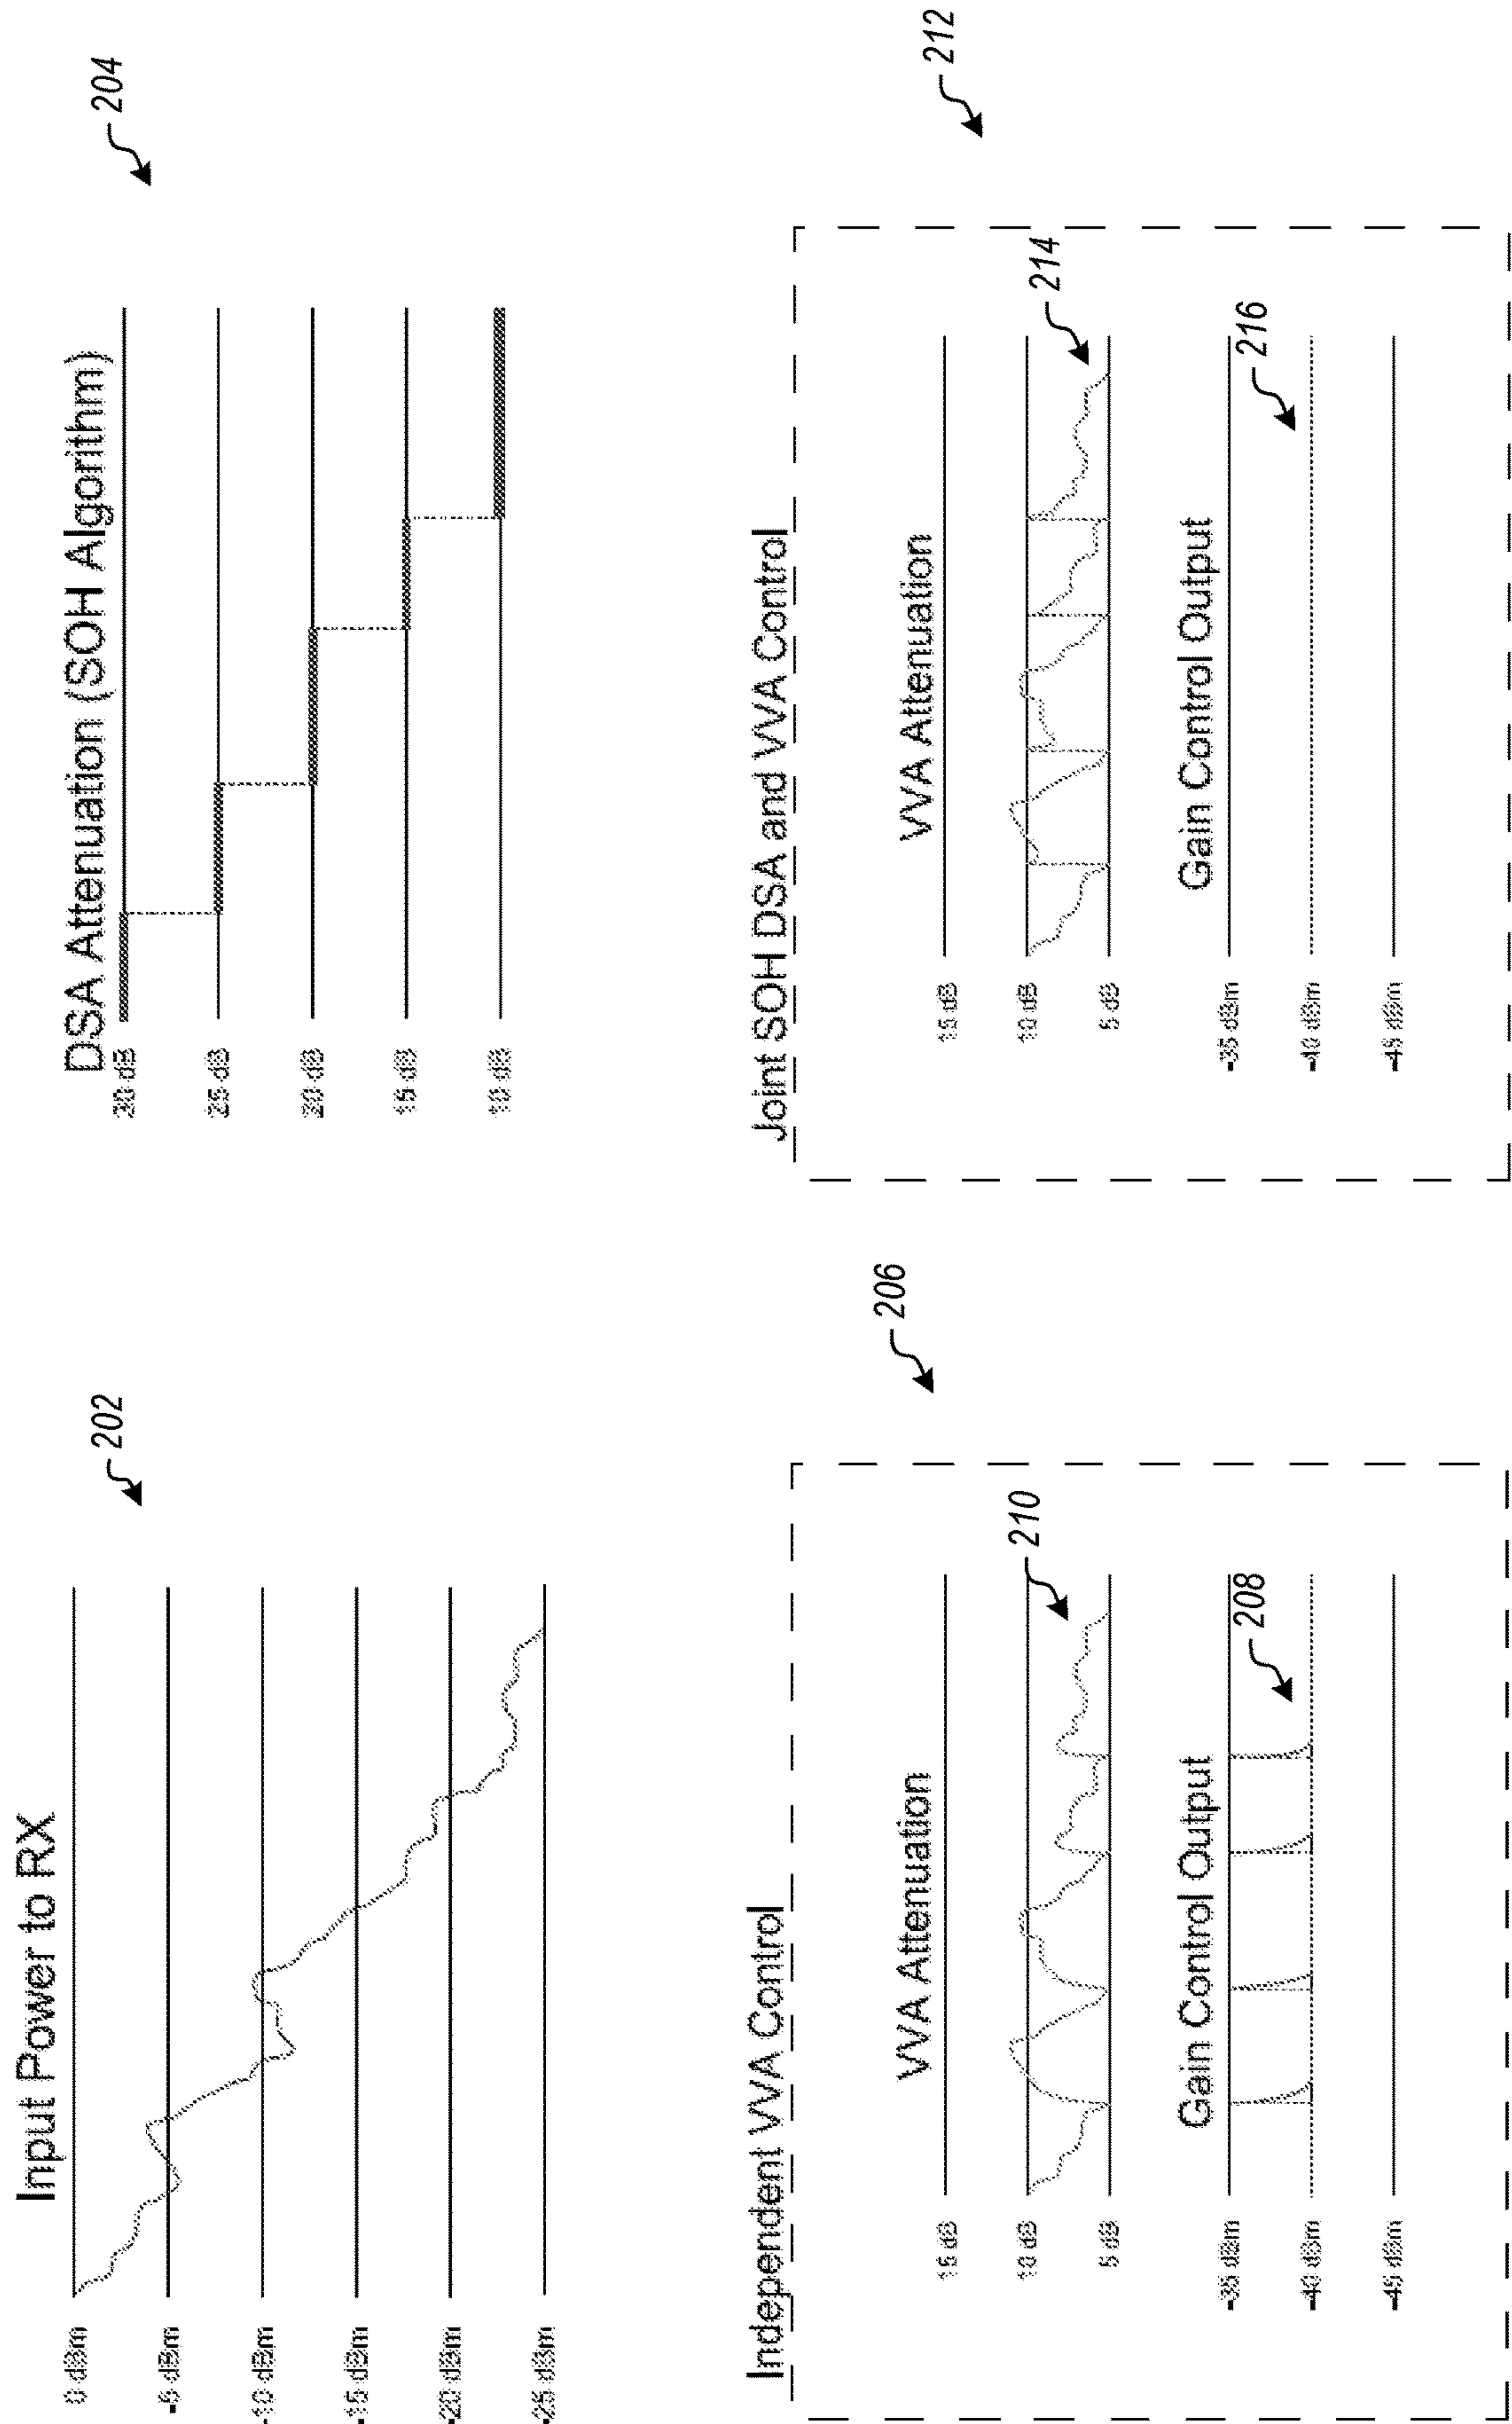 Input Power to RX
202
0 dBm
-5 dBm
-10 dBm
-15 dBm
-20 dBm
-25 dBm
DSA Attenuation (SOH Algorithm)
204
30 dB
25 dB
20 dB
15 dB
10 dB
Independent VVA Control
206
VVA Attenuation
15 dB
10 dB
5 dB
210
Gain Control Output
-35 dBm
-40 dBm
-45 dBm
208
Joint SOH DSA and VVA Control
212
VVA Attenuation
15 dB
10 dB
5 dB
214
Gain Control Output
-35 dBm
-40 dBm
-45 dBm
216